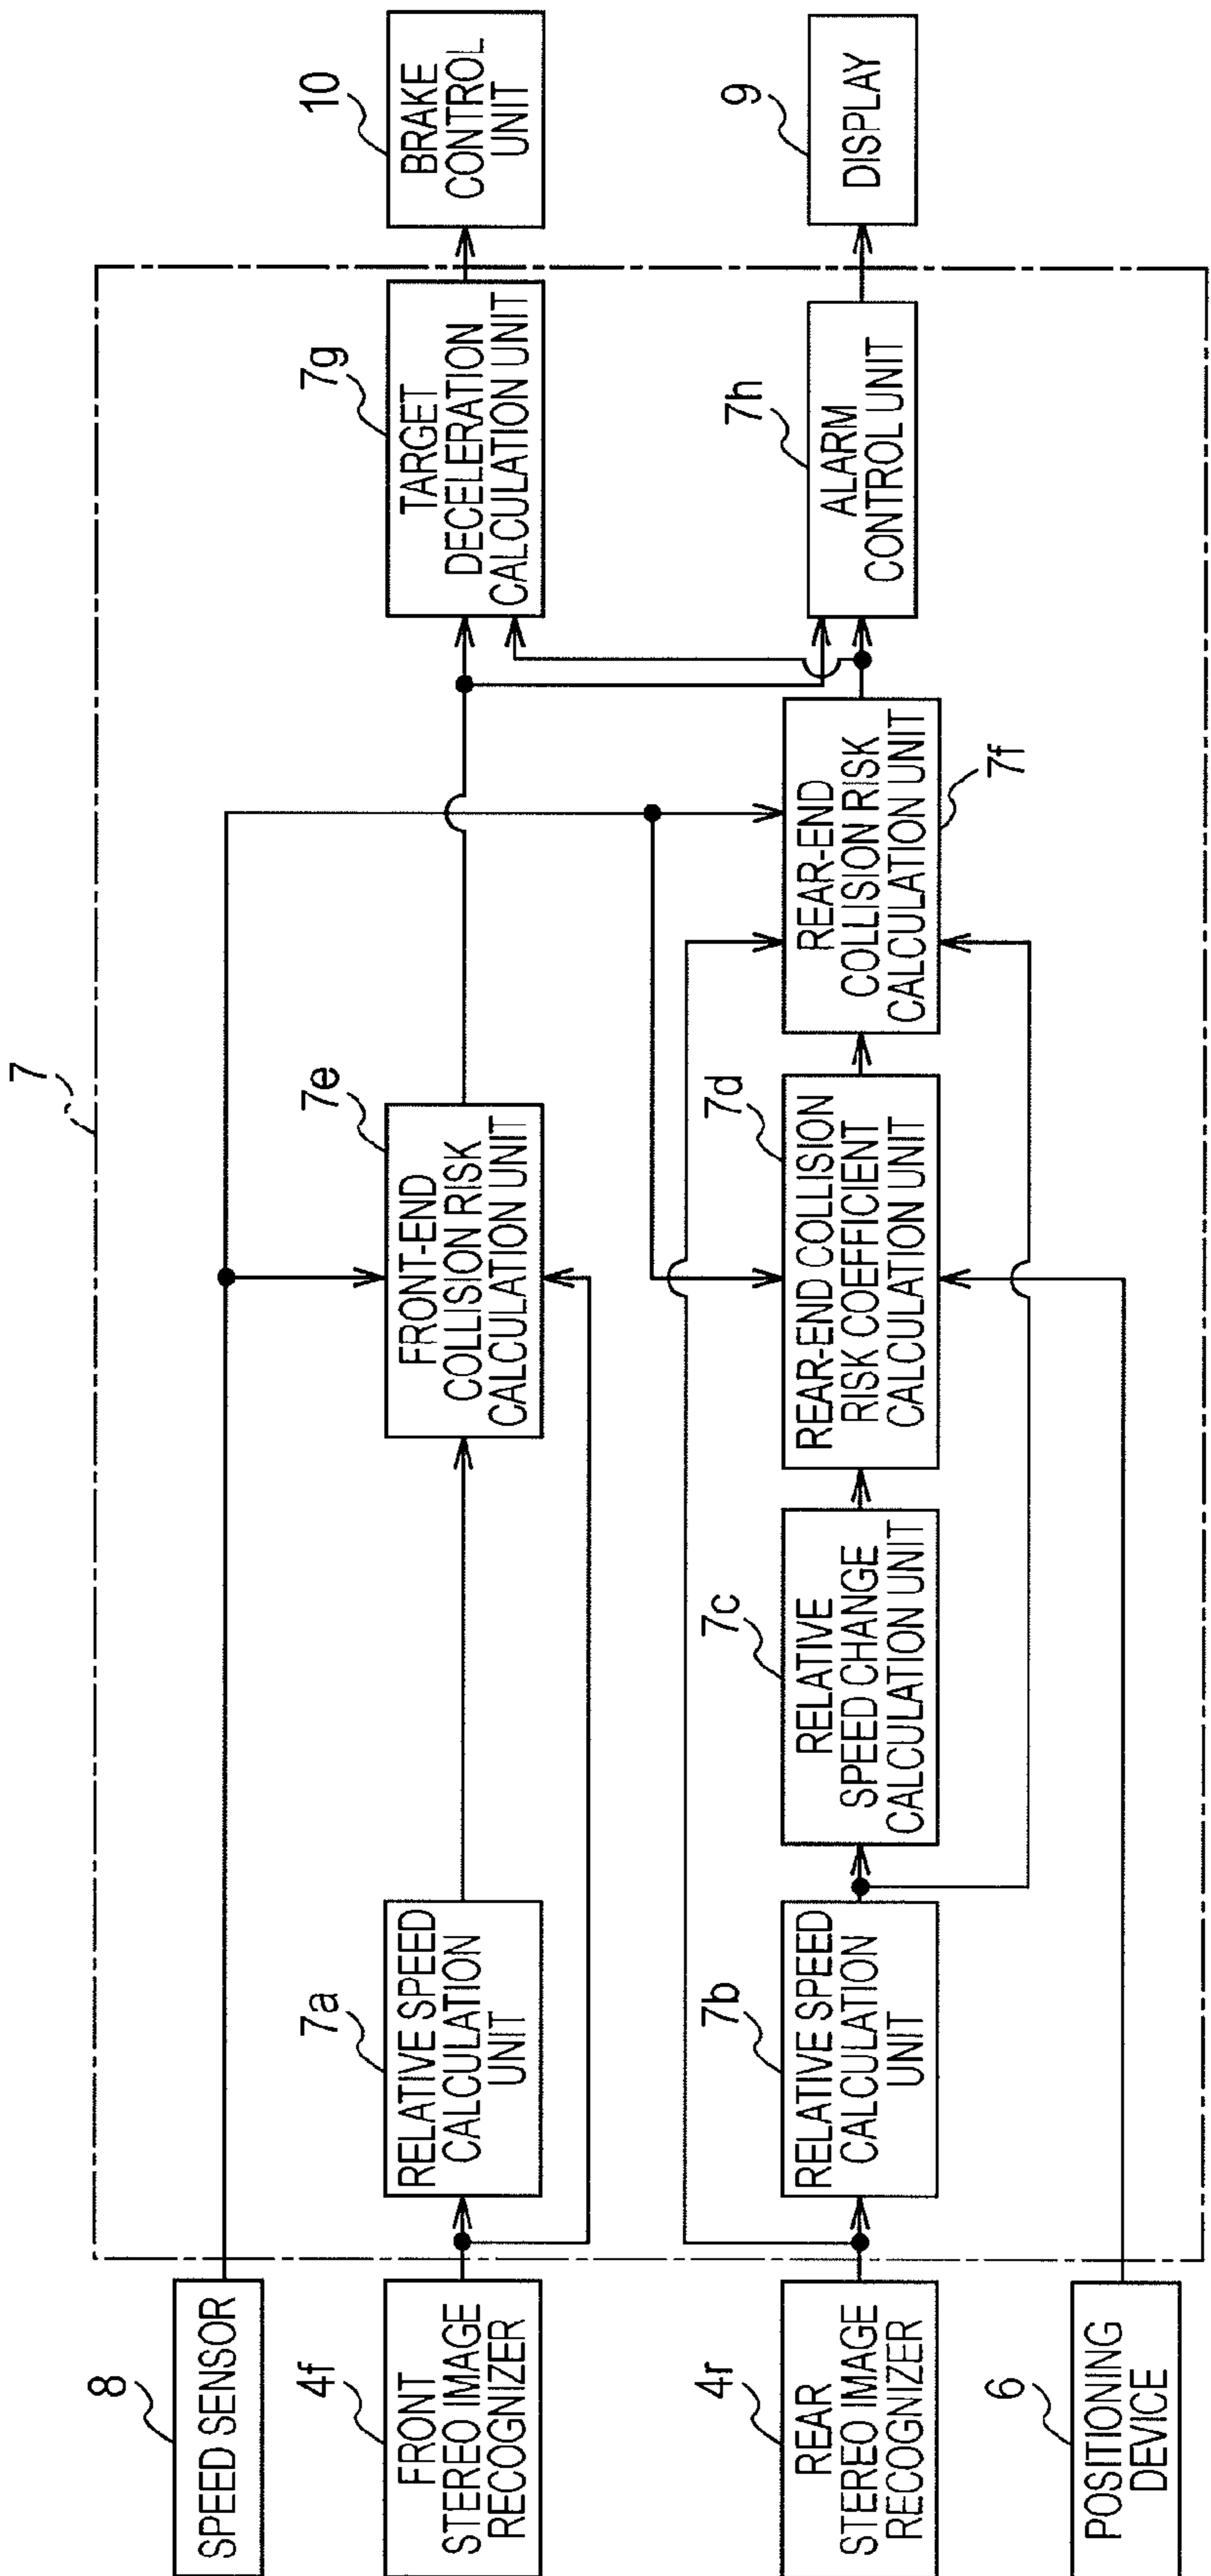 7
8
SPEED SENSOR
4f
FRONT
STEREO IMAGE
RECOGNIZER
7a
RELATIVE SPEED
CALCULATION
UNIT
7e
FRONT-END
COLLISION RISK
CALCULATION UNIT
7g
TARGET
DECELERATION
CALCULATION UNIT
10
BRAKE
CONTROL
UNIT
4r
REAR
STEREO IMAGE
RECOGNIZER
7b
RELATIVE SPEED
CALCULATION
UNIT
7c
RELATIVE
SPEED CHANGE
CALCULATION UNIT
7d
REAR-END COLLISION
RISK COEFFICIENT
CALCULATION UNIT
REAR-END
COLLISION RISK
CALCULATION UNIT
7f
7h
ALARM
CONTROL UNIT
9
DISPLAY
6
POSITIONING
DEVICE